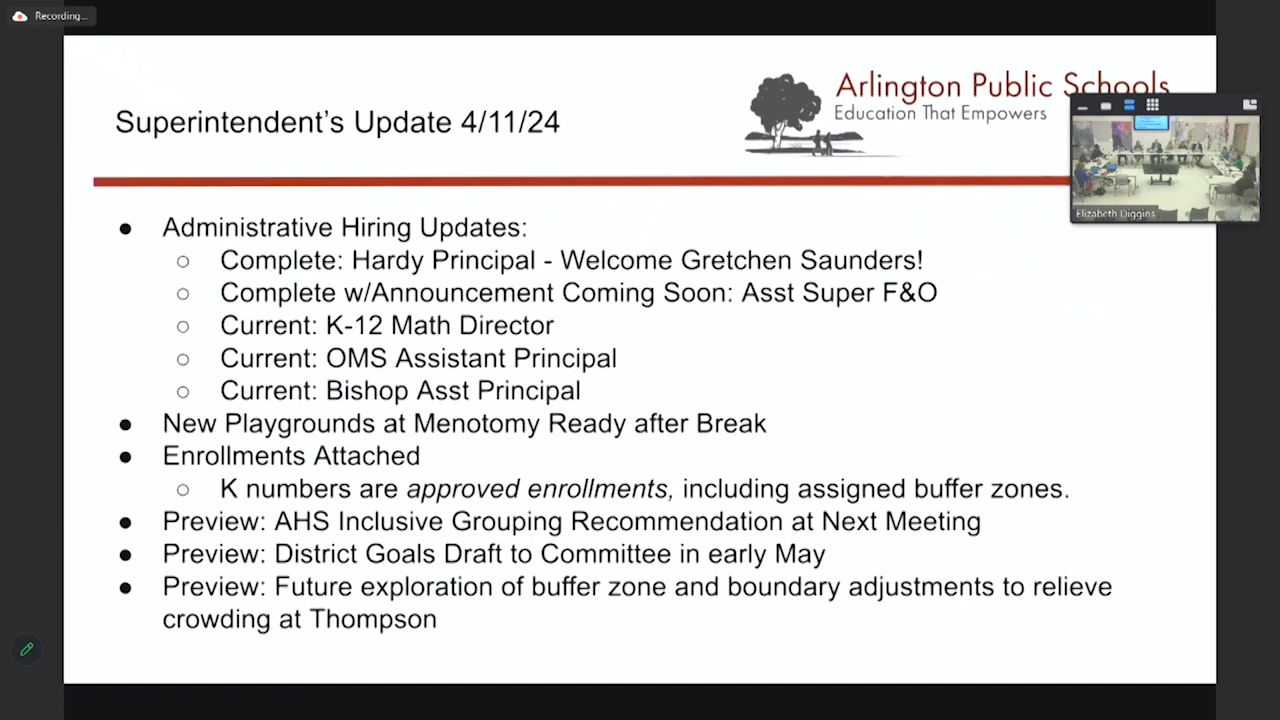 Recording...
Arlington Public Schools
Education That Empowers
Superintendent's Update 4/11/24
Elizabeth Diggins
● Administrative Hiring Updates:
○ Complete: Hardy Principal - Welcome Gretchen Saunders!
○ Complete w/Announcement Coming Soon: Asst Super F&O
○ Current: K-12 Math Director
○ Current: OMS Assistant Principal
○ Current: Bishop Asst Principal
● New Playgrounds at Menotomy Ready after Break
● Enrollments Attached
○ K numbers are approved enrollments, including assigned buffer zones.
● Preview: AHS Inclusive Grouping Recommendation at Next Meeting
● Preview: District Goals Draft to Committee in early May
● Preview: Future exploration of buffer zone and boundary adjustments to relieve
crowding at Thompson